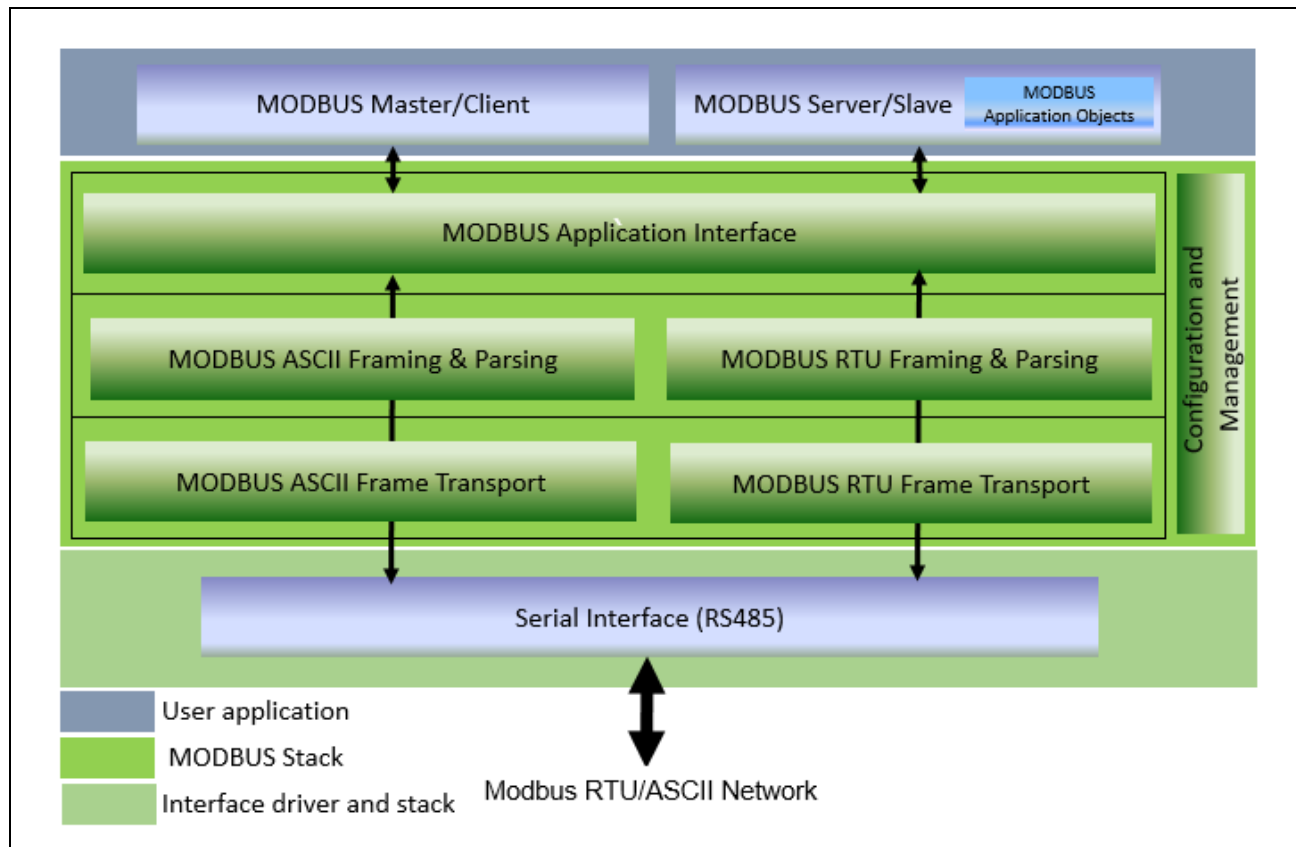 MODBUS Master/Client
MODBUS Server/Slave
MODBUS
Application Objects
MODBUS Application Interface
MODBUS ASCII Framing & Parsing
MODBUS RTU Framing & Parsing
MODBUS ASCII Frame Transport
MODBUS RTU Frame Transport
Configuration and
Management
Serial Interface (RS485)
User application
MODBUS Stack
Interface driver and stack
Modbus RTU/ASCII Network